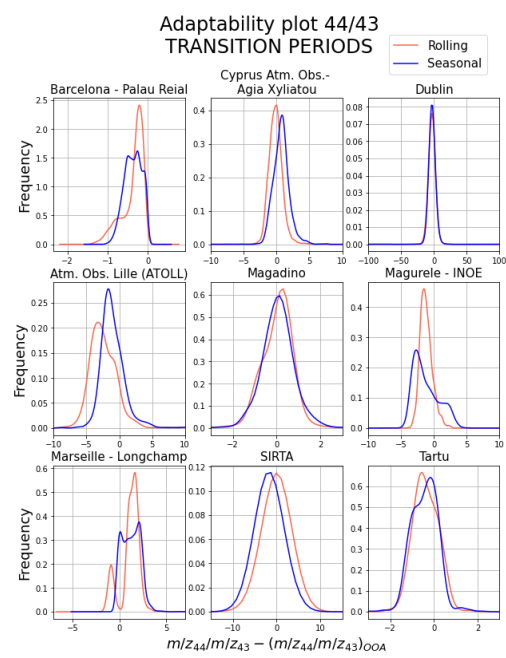 Adaptability plot 44/43
TRANSITION PERIODS
Rolling
Seasonal
Barcelona - Palau Reial
Cyprus Atm. Obs.-
Agia Xyliatou
Dublin
Frequency
2.5
2.0
1.5
1.0
0.5
0.0
−2 −1 0
0.4
0.3
0.2
0.1
0.0
−10 −5 0 5 10
0.08
0.07
0.06
0.05
0.04
0.03
0.02
0.01
0.00
−100 −50 0 50 100
Atm. Obs. Lille (ATOLL)
Magadino
Magurele - INOE
Frequency
0.25
0.20
0.15
0.10
0.05
0.00
−10 −5 0 5 10
0.6
0.5
0.4
0.3
0.2
0.1
0.0
−2 0 2
0.4
0.3
0.2
0.1
0.0
−10 −5 0 5 10
Marseille - Longchamp
SIRTA
Tartu
Frequency
0.6
0.5
0.4
0.3
0.2
0.1
0.0
−5 0 5
0.12
0.10
0.08
0.06
0.04
0.02
0.00
−10 0 10
0.6
0.5
0.4
0.3
0.2
0.1
0.0
−2 0 2
m/z44/m/z43 − (m/z44/m/z43)OOA